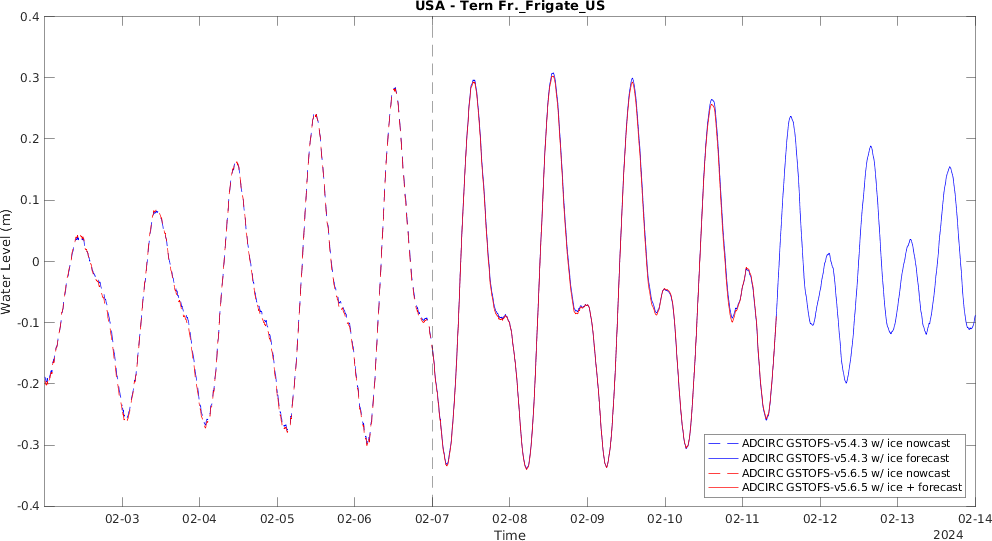 USA - Tern Fr._Frigate_US
0.4
0.3
0.2
0.1
0
-0.1
-0.2
-0.3
-0.4
Water Level (m)
02-03 02-04 02-05 02-06 02-07 02-08 02-09 02-10 02-11 02-12 02-13 02-14
Time
2024
ADCIRC GSTOFS-v5.4.3 w/ ice nowcast
ADCIRC GSTOFS-v5.4.3 w/ ice forecast
ADCIRC GSTOFS-v5.6.5 w/ ice nowcast
ADCIRC GSTOFS-v5.6.5 w/ ice + forecast